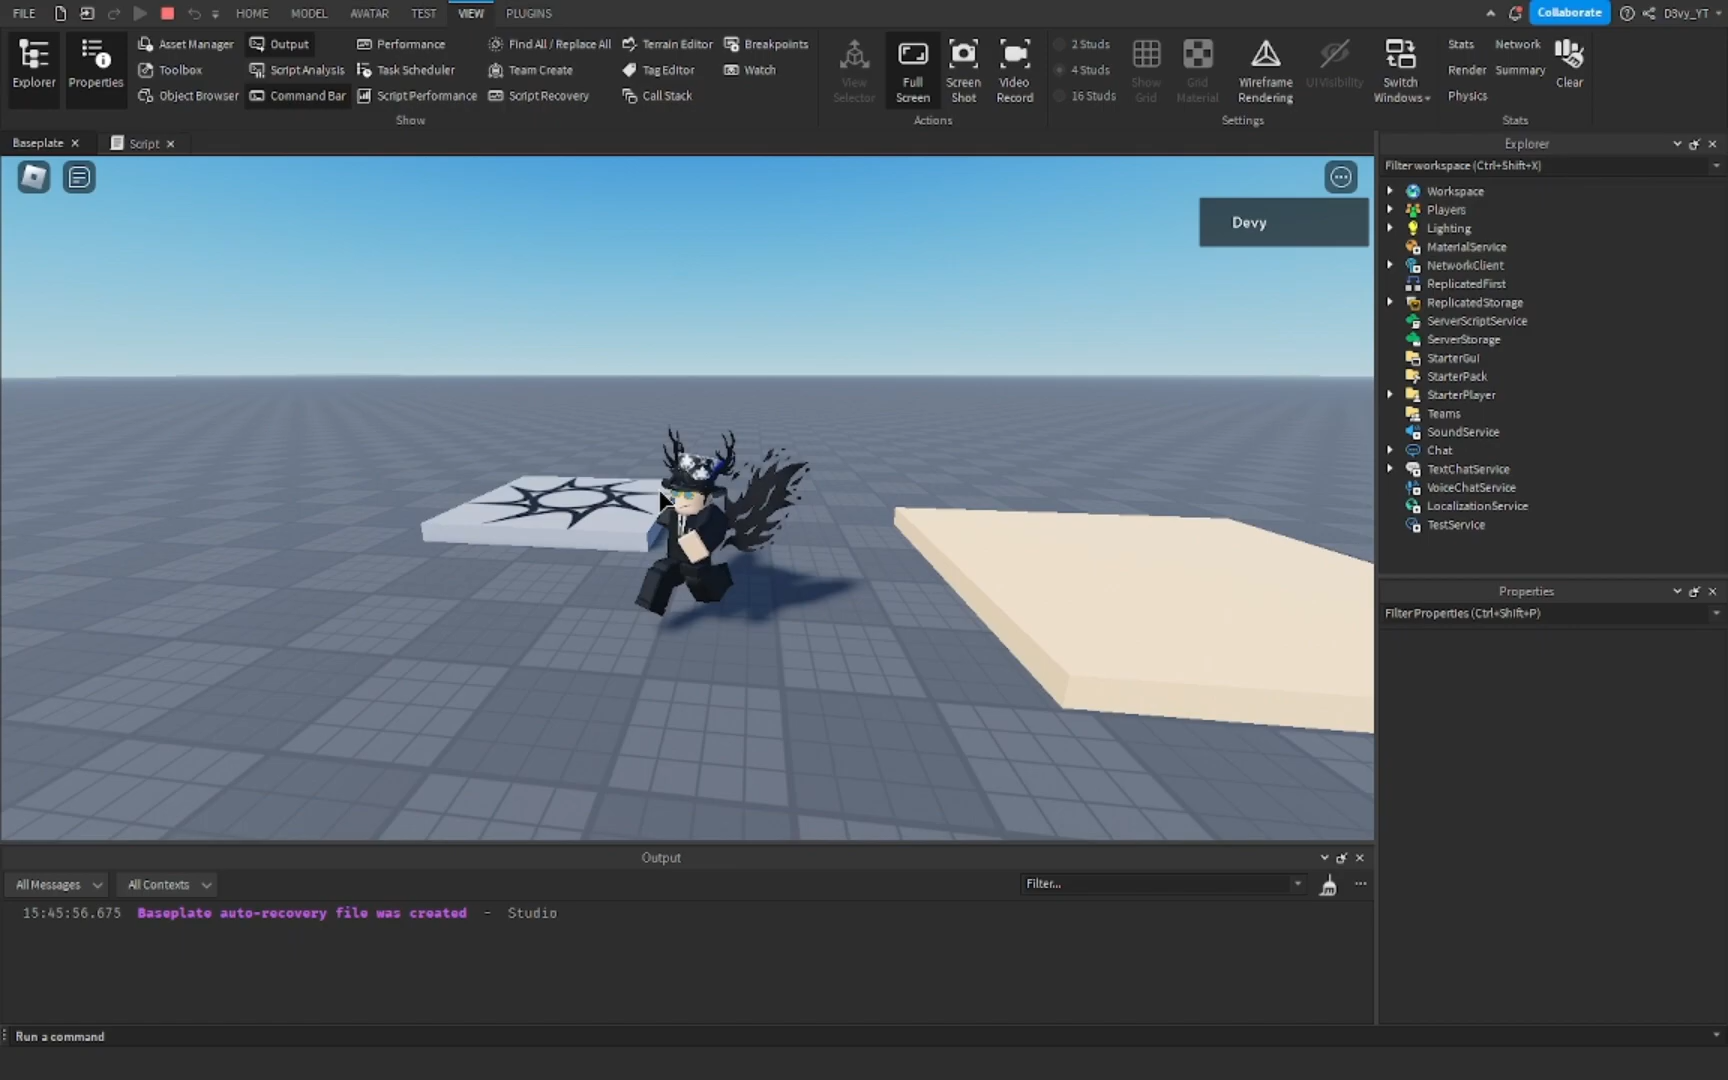 FILE HOME MODEL AVATAR TEST VIEW PLUGINS Collaborate D3vy_YT
Explorer
Properties
Asset Manager
Toolbox
Object Browser
Output
Script Analysis
Command Bar
Performance
Task Scheduler
Script Performance
Find All / Replace All
Team Create
Script Recovery
Terrain Editor
Tag Editor
Call Stack
Breakpoints
Watch
Show
View
Selector
Full
Screen
Screen
Shot
Video
Record
Actions
2 Studs
4 Studs
16 Studs
Show
Grid
Grid
Material
Wireframe
Rendering
UI Visibility
Switch
Windows
Settings
Stats
Render
Physics
Network
Summary
Clear
Stats
Baseplate
Script
Devy
Explorer
Filter workspace (Ctrl+Shift+X)
Workspace
Players
Lighting
MaterialService
NetworkClient
ReplicatedFirst
ReplicatedStorage
ServerScriptService
ServerStorage
StarterGui
StarterPack
StarterPlayer
Teams
SoundService
Chat
TextChatService
VoiceChatService
LocalizationService
TestService
Properties
Filter Properties (Ctrl+Shift+P)
Output
All Messages All Contexts Filter...
15:45:56.675 Baseplate auto-recovery file was created - Studio
Run a command